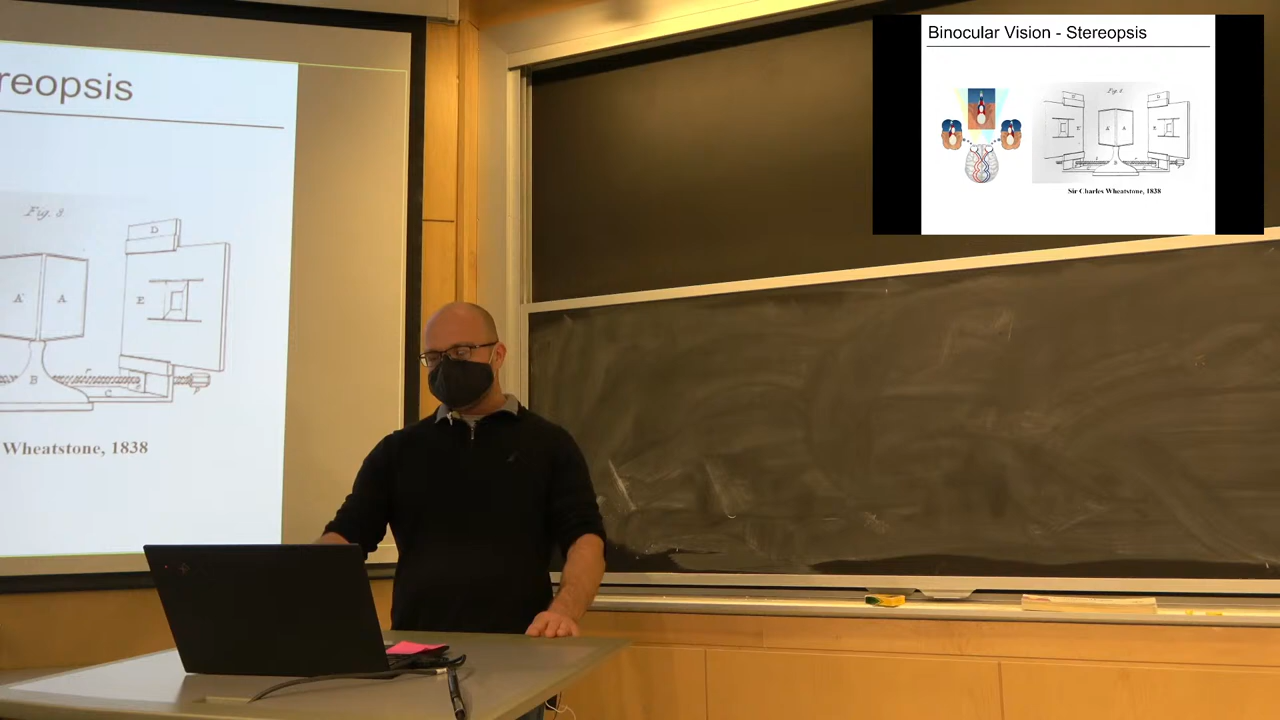 reopsis
Fig. 8.
D
A'
A
E
B
C
Wheatstone, 1838
Binocular Vision - Stereopsis
Fig. 8.
D
A'
A
E
B
Sir Charles Wheatstone, 1838